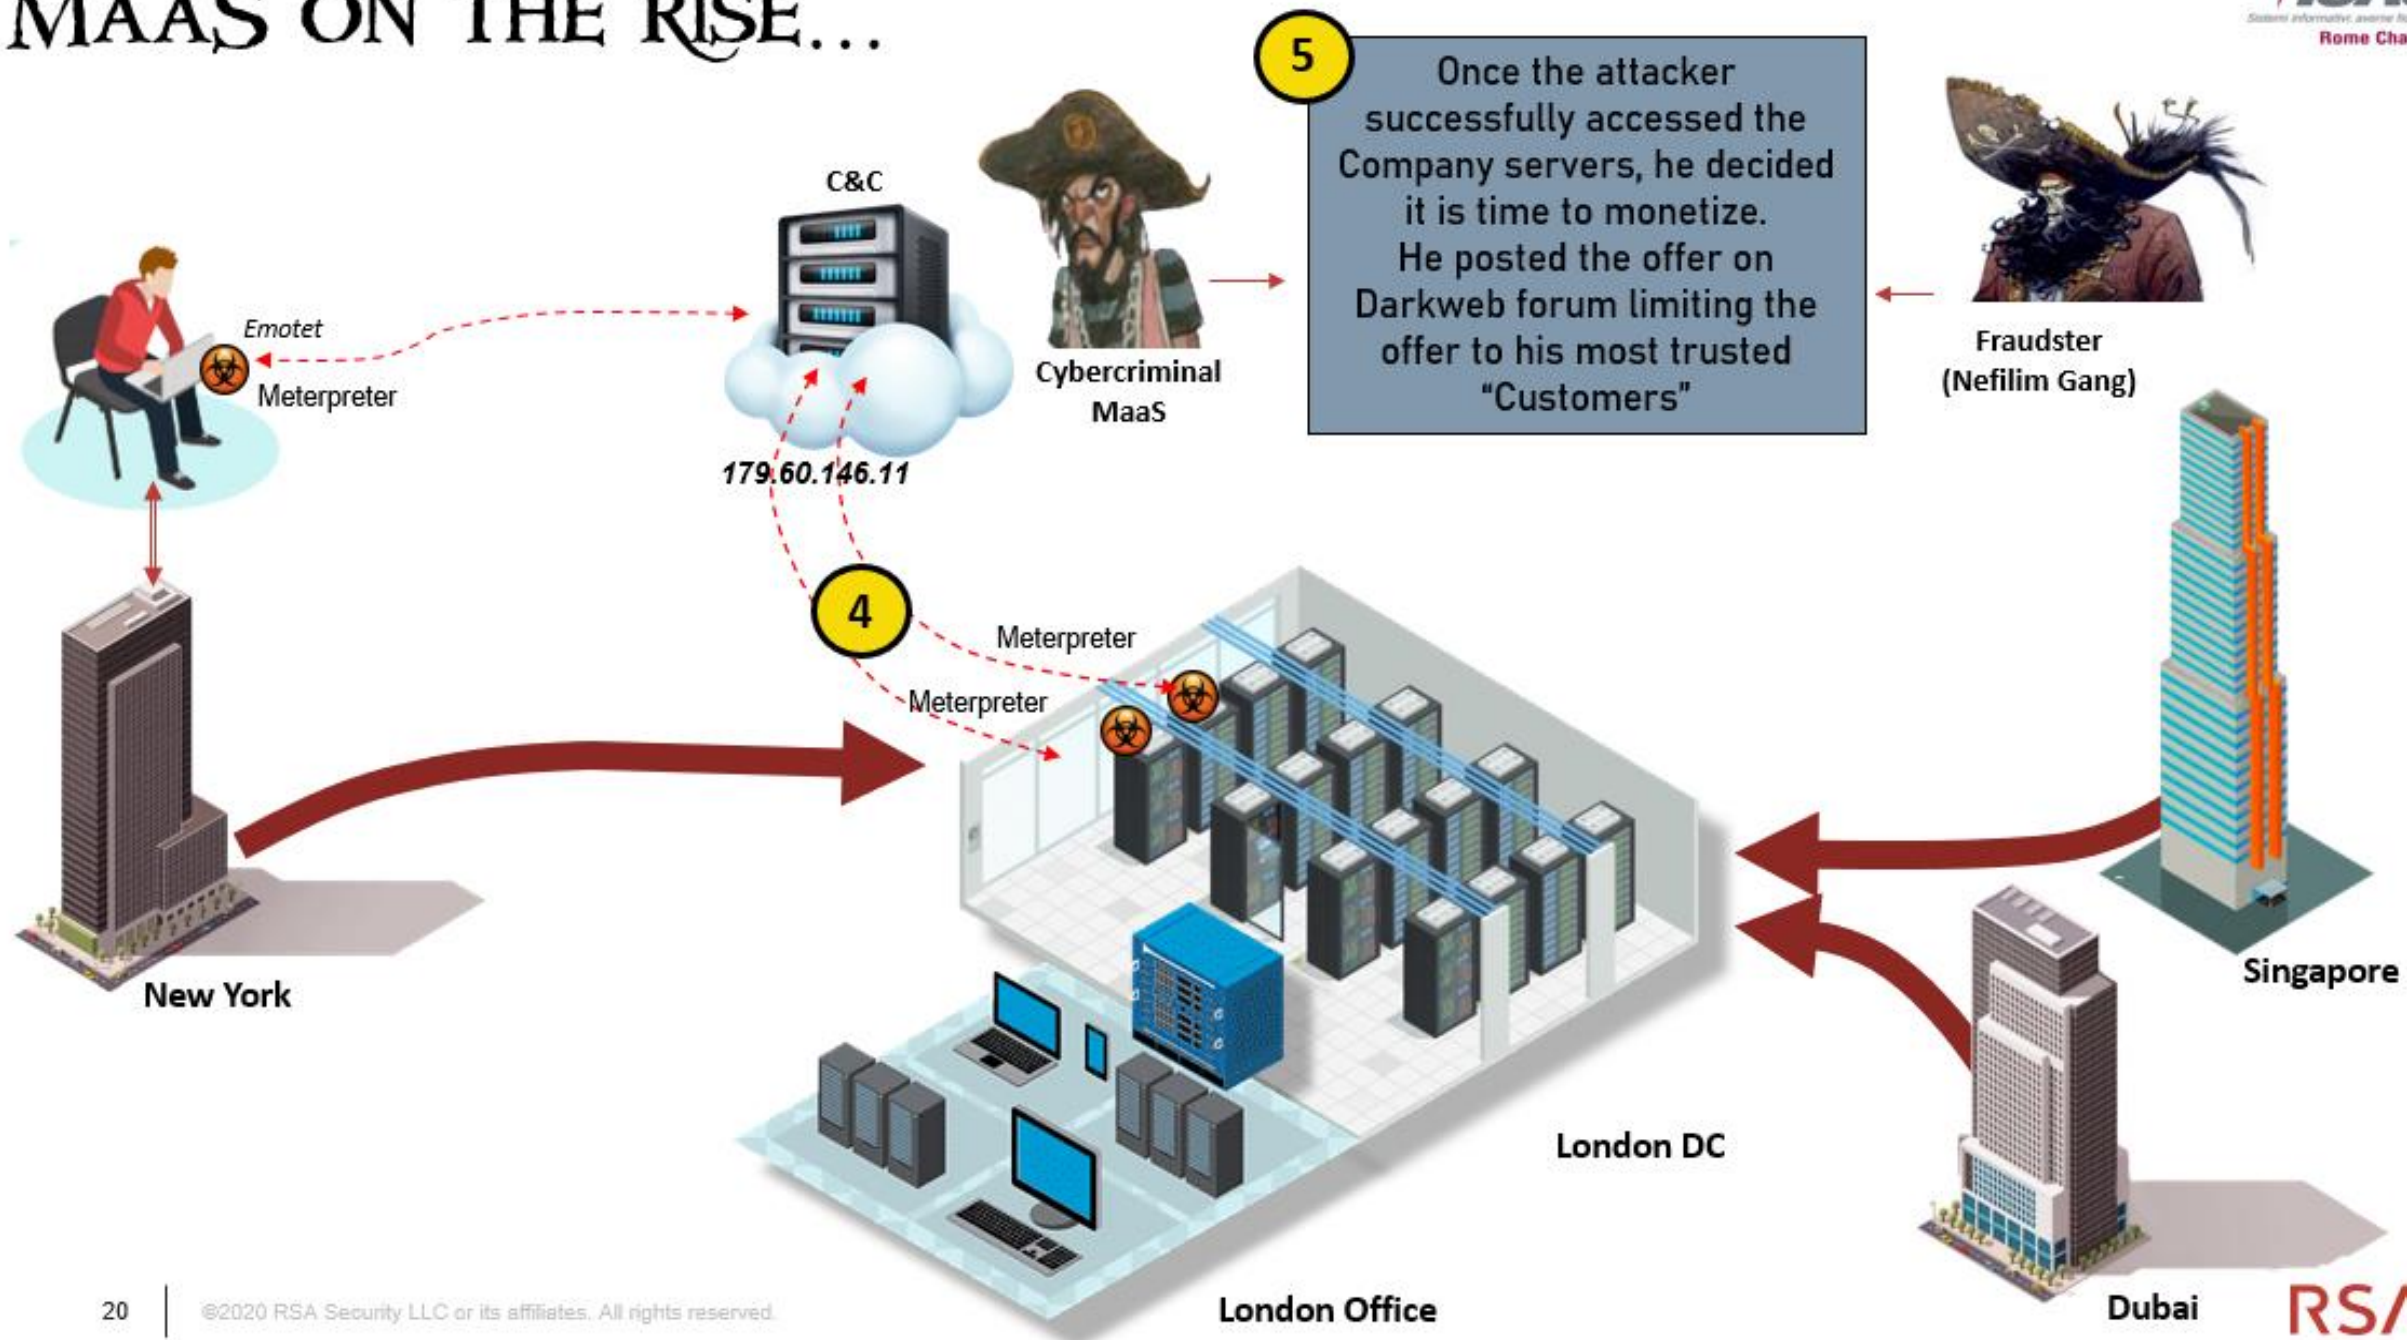 MAAS ON THE RISE...
Rome Cha
5
Once the attacker
successfully accessed the
Company servers, he decided
it is time to monetize.
He posted the offer on
Darkweb forum limiting the
offer to his most trusted
“Customers”
C&C
Cybercriminal
MaaS
Fraudster
(Nefilim Gang)
Emotet
Meterpreter
179.60.146.11
4
Meterpreter
Meterpreter
New York
Singapore
London DC
London Office
Dubai
20
©2020 RSA Security LLC or its affiliates. All rights reserved.
RSA